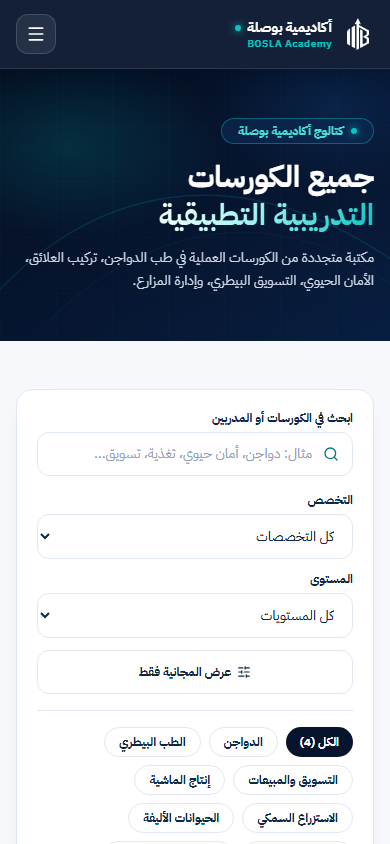 أكاديمية بوصلة
BOSLA Academy
كتالوج أكاديمية بوصلة
جميع الكورسات
التدريبية التطبيقية
مكتبة متجددة من الكورسات العملية في طب الدواجن، تركيب العلائق،
الأمان الحيوي، التسويق البيطري، وإدارة المزارع.
ابحث في الكورسات أو المدربين
مثال: دواجن، أمان حيوي، تغذية، تسويق...
التخصص
كل التخصصات
المستوى
كل المستويات
عرض المجانية فقط
الكل (4)
الدواجن
الطب البيطري
التسويق والمبيعات
إنتاج الماشية
الاستزراع السمكي
الحيوانات الأليفة